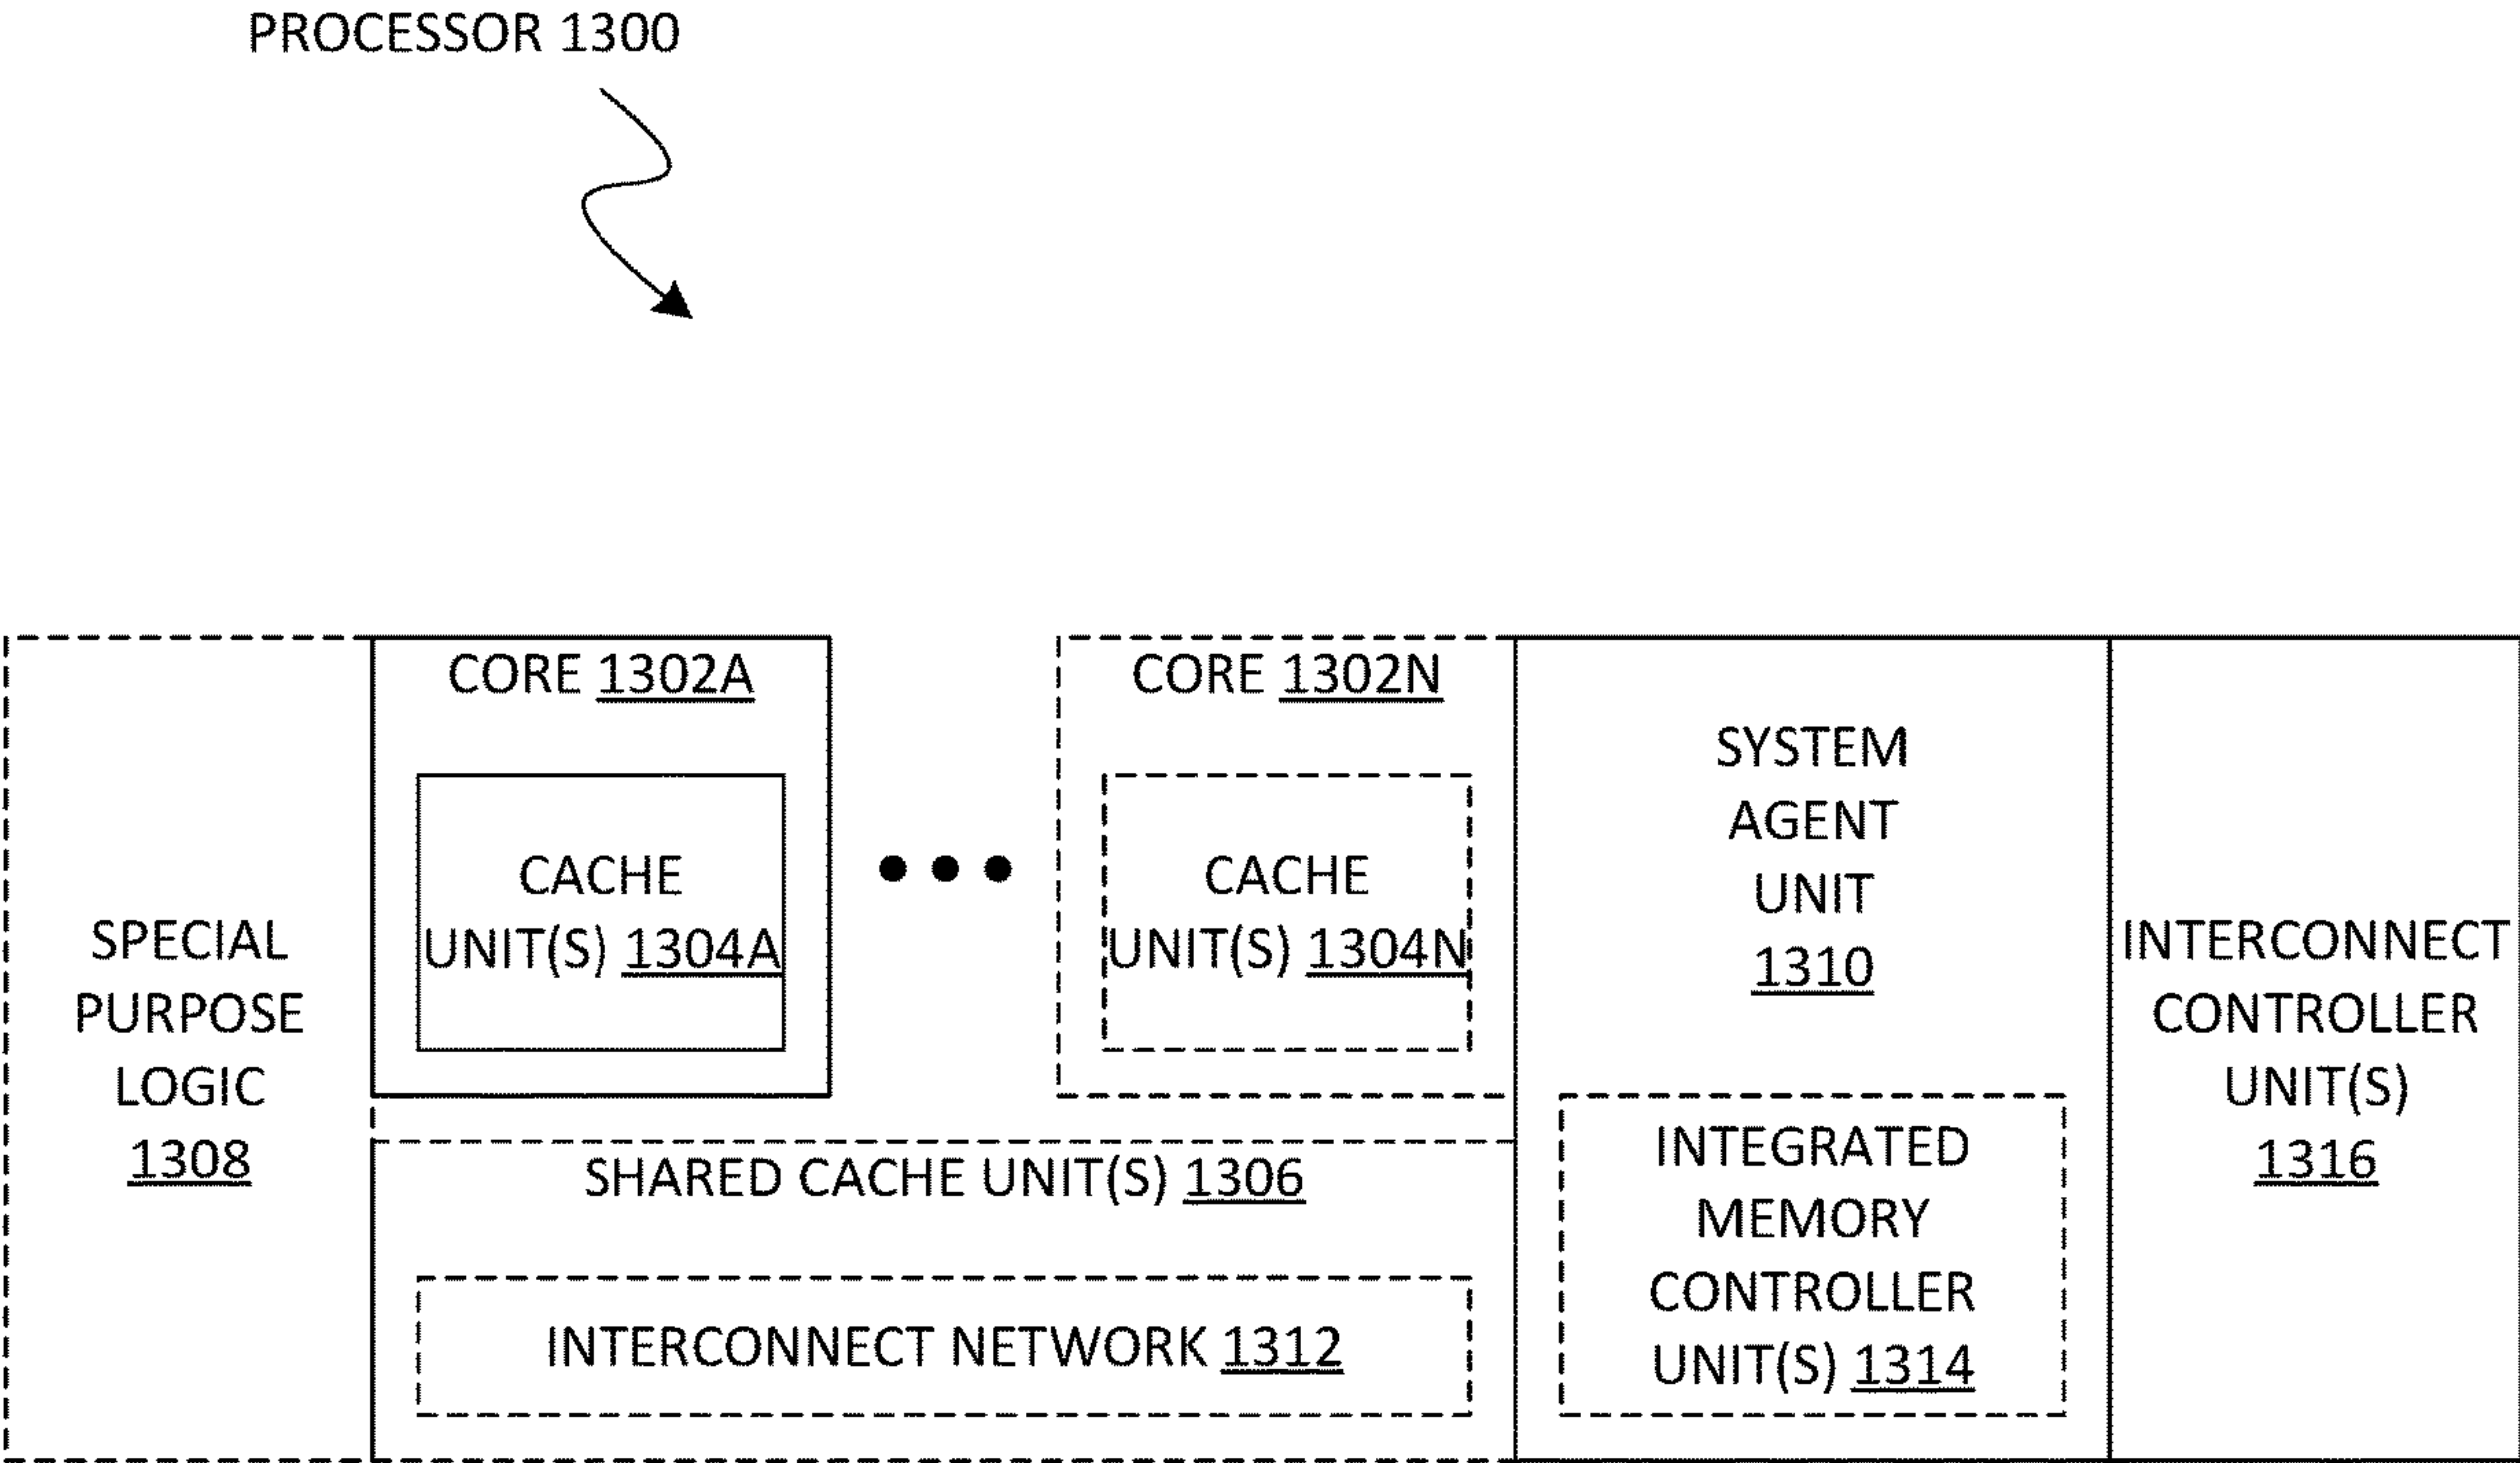 PROCESSOR 1300
SPECIAL
PURPOSE
LOGIC
1308
CORE 1302A
CACHE
UNIT(S) 1304A
CORE 1302N
CACHE
UNIT(S) 1304N
SHARED CACHE UNIT(S) 1306
INTERCONNECT NETWORK 1312
SYSTEM
AGENT
UNIT
1310
INTEGRATED
MEMORY
CONTROLLER
UNIT(S) 1314
INTERCONNECT
CONTROLLER
UNIT(S)
1316